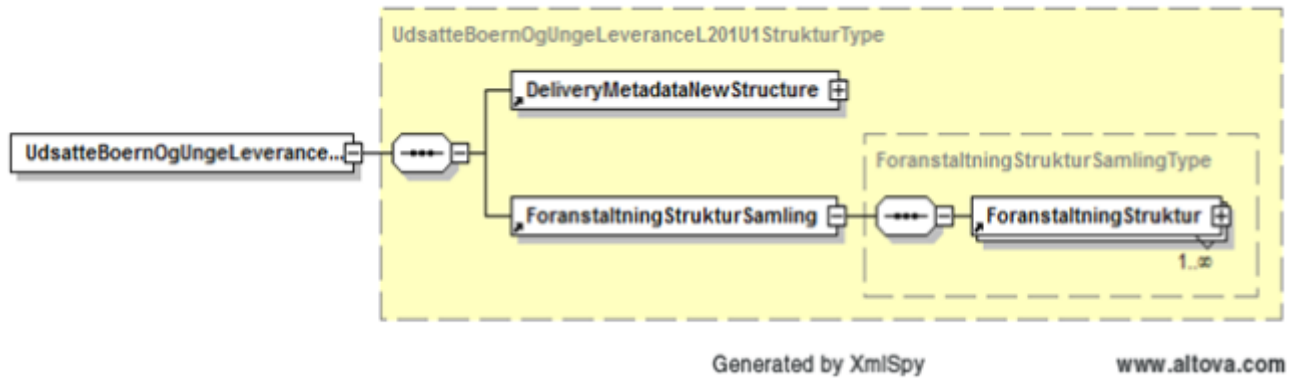 UdsatteBoernOgUngeLeveranceL201U1StrukturType
DeliveryMetadataNewStructure
UdsatteBoernOgUngeLeverance...
ForanstaltningStrukturSamlingType
ForanstaltningStrukturSamling
ForanstaltningStruktur
1..∞
Generated by XmlSpy www.altova.com